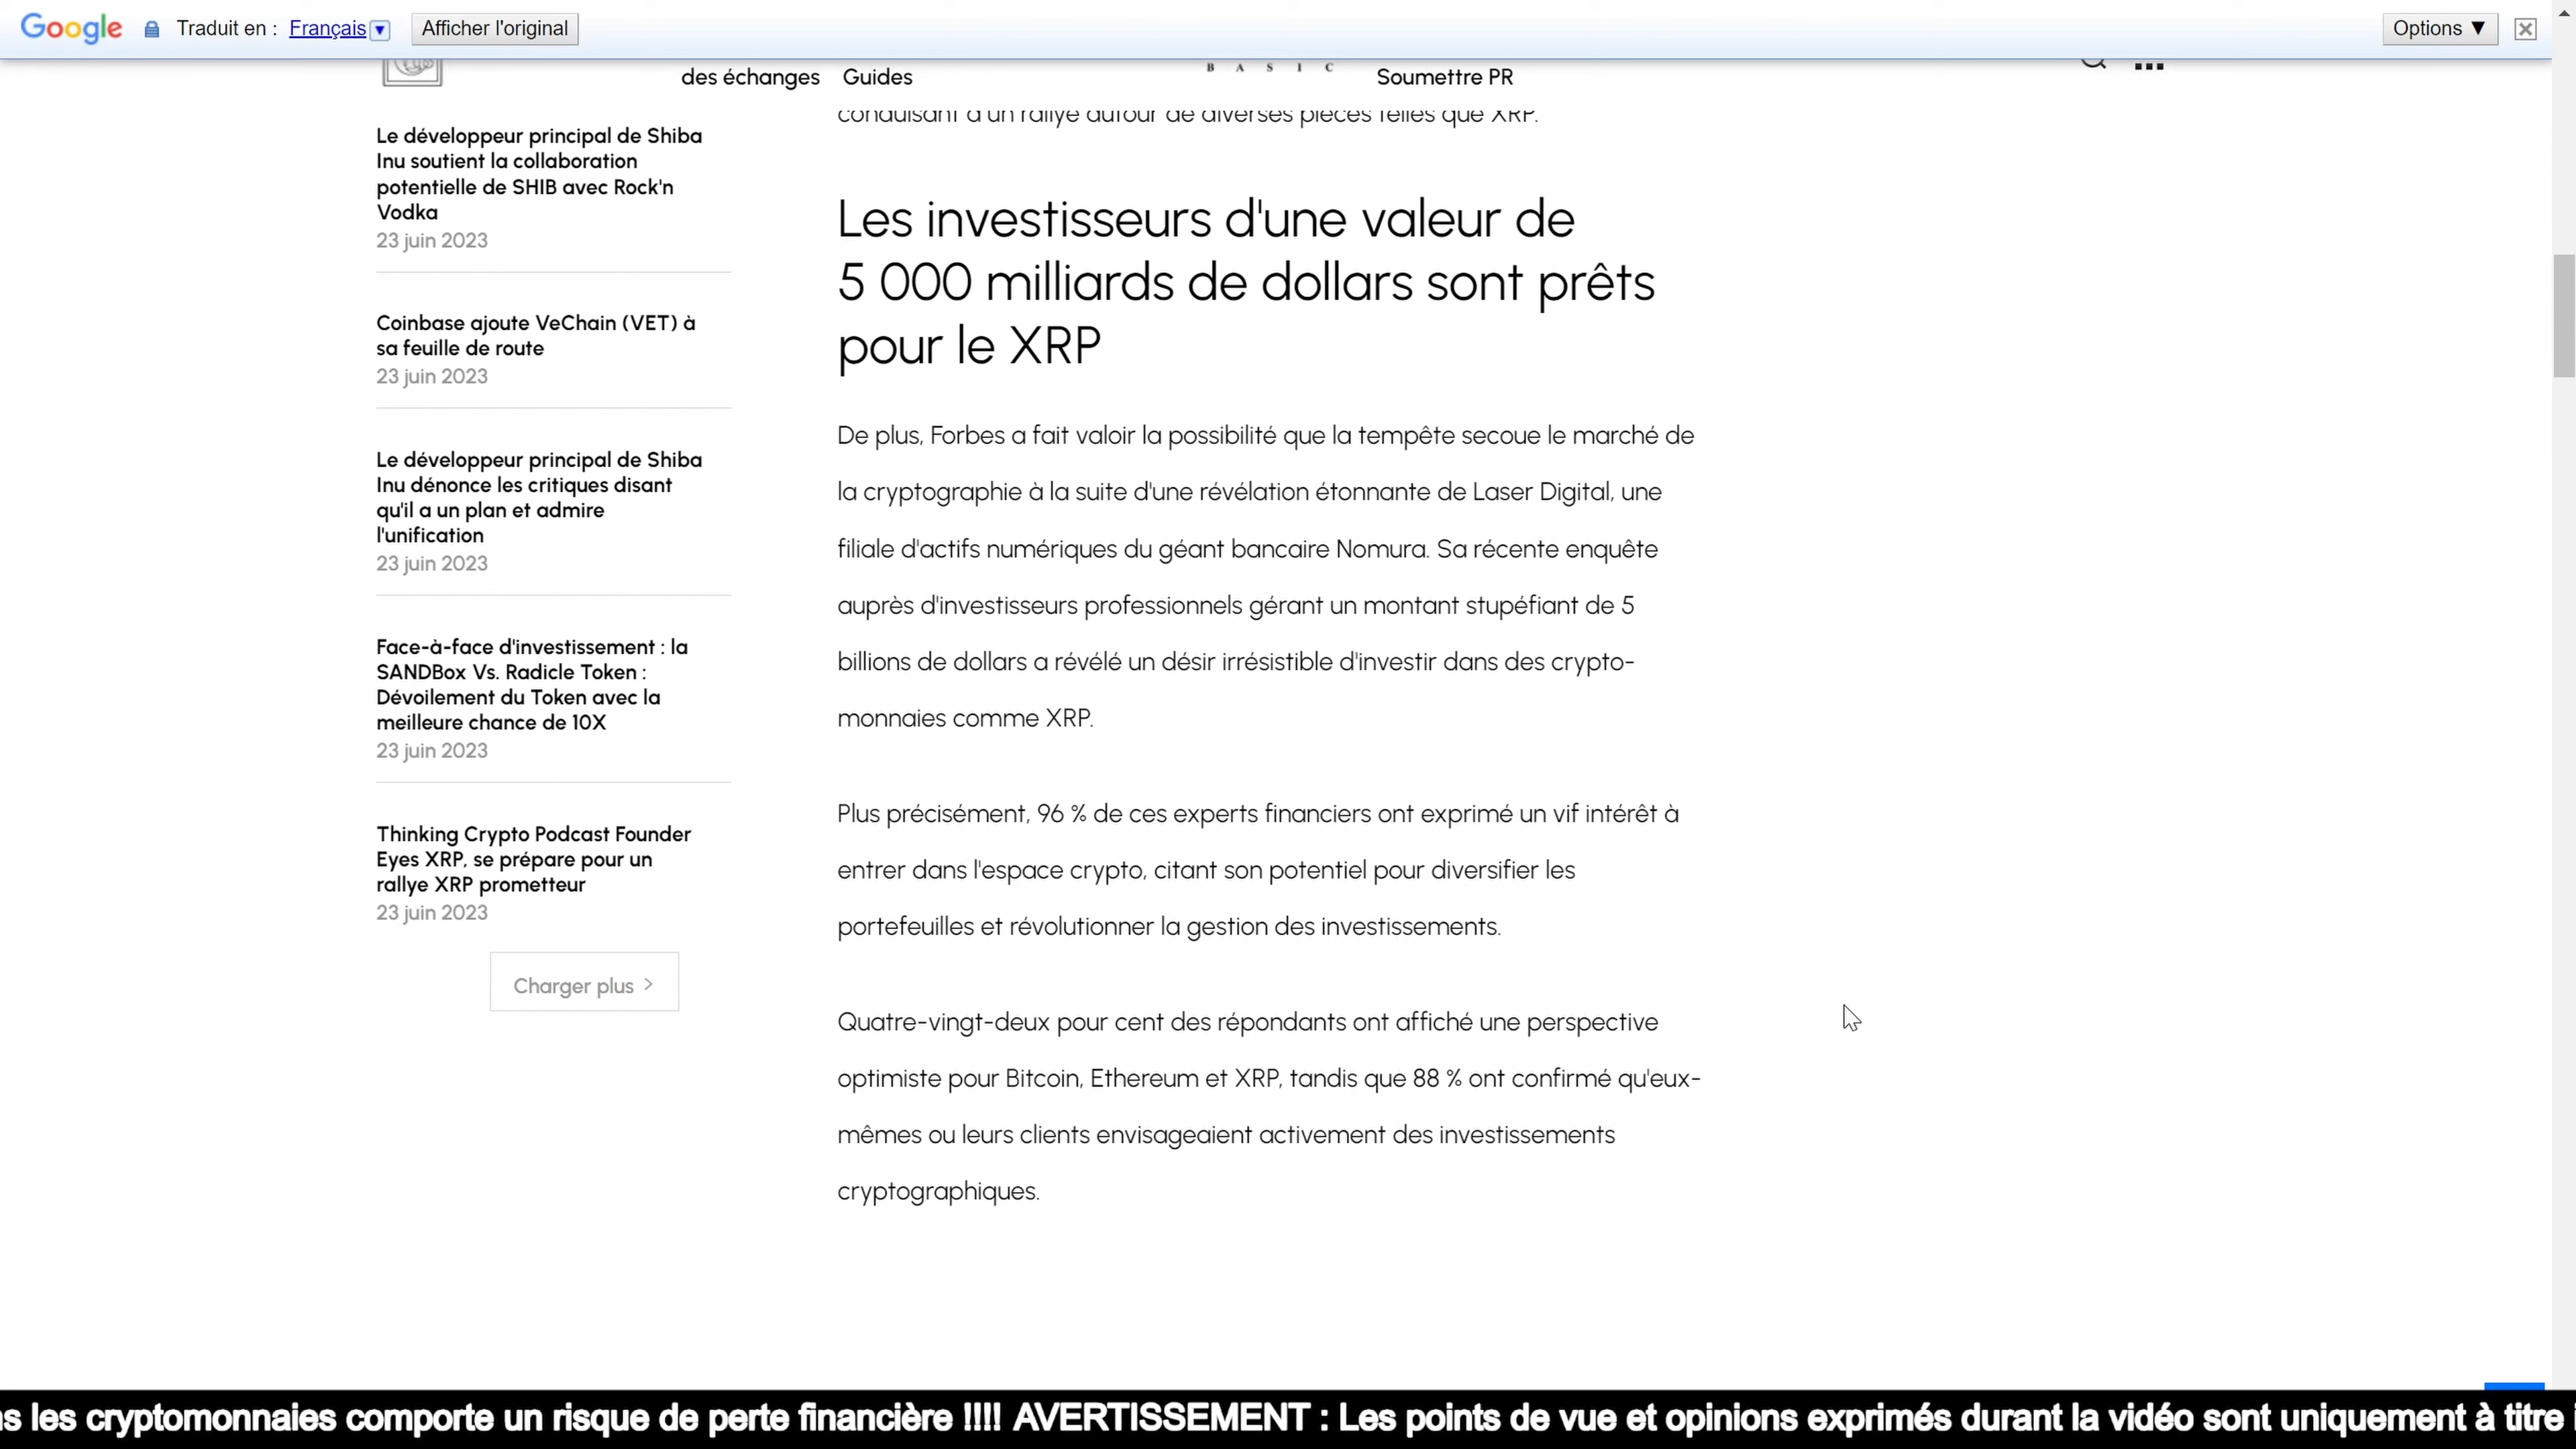 Google Traduit en : Français ▼ Afficher l'original Options ▼
des échanges Guides B A S I C Soumettre PR
Le développeur principal de Shiba
Inu soutient la collaboration
potentielle de SHIB avec Rock'n
Vodka
23 juin 2023
Coinbase ajoute VeChain (VET) à
sa feuille de route
23 juin 2023
Le développeur principal de Shiba
Inu dénonce les critiques disant
qu'il a un plan et admire
l'unification
23 juin 2023
Face-à-face d'investissement : la
SANDBox Vs. Radicle Token :
Dévoilement du Token avec la
meilleure chance de 10X
23 juin 2023
Thinking Crypto Podcast Founder
Eyes XRP, se prépare pour un
rallye XRP prometteur
23 juin 2023
Charger plus >
conduisant à un rallye autour de diverses pièces telles que XRP.
Les investisseurs d'une valeur de
5 000 milliards de dollars sont prêts
pour le XRP
De plus, Forbes a fait valoir la possibilité que la tempête secoue le marché de
la cryptographie à la suite d'une révélation étonnante de Laser Digital, une
filiale d'actifs numériques du géant bancaire Nomura. Sa récente enquête
auprès d'investisseurs professionnels gérant un montant stupéfiant de 5
billions de dollars a révélé un désir irrésistible d'investir dans des crypto-
monnaies comme XRP.
Plus précisément, 96 % de ces experts financiers ont exprimé un vif intérêt à
entrer dans l'espace crypto, citant son potentiel pour diversifier les
portefeuilles et révolutionner la gestion des investissements.
Quatre-vingt-deux pour cent des répondants ont affiché une perspective
optimiste pour Bitcoin, Ethereum et XRP, tandis que 88 % ont confirmé qu'eux-
mêmes ou leurs clients envisageaient activement des investissements
cryptographiques.
les cryptomonnaies comporte un risque de perte financière !!!! AVERTISSEMENT : Les points de vue et opinions exprimés durant la vidéo sont uniquement à titre